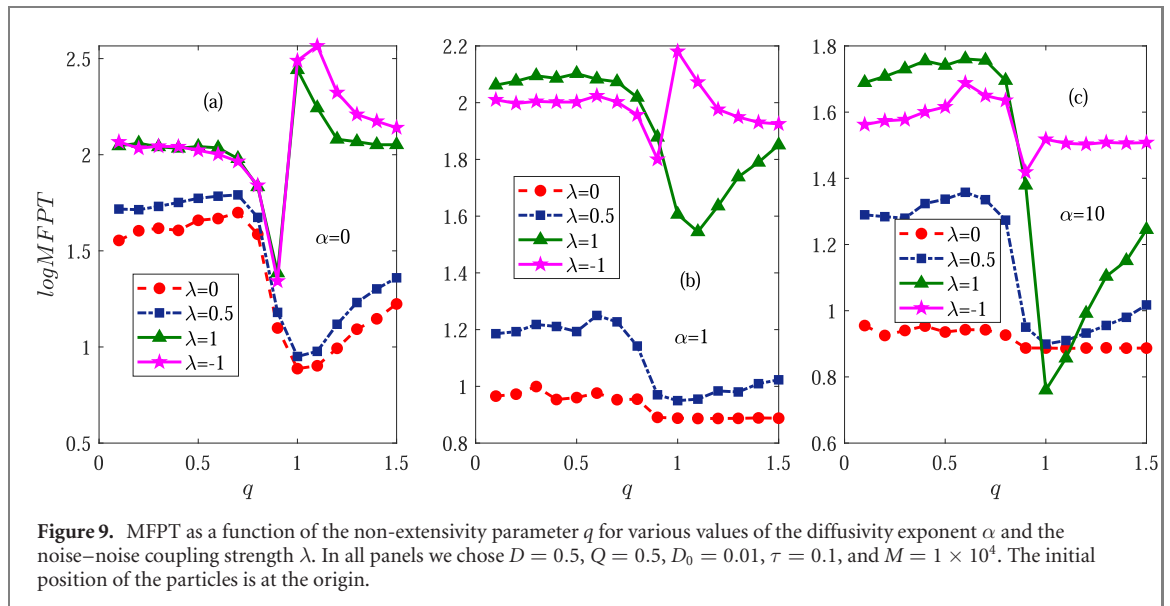 2.5
2
1.5
1
0.5
0
0.5
1
1.5
logMFPT
q
(a)
α=0
λ=0
λ=0.5
λ=1
λ=-1
2.2
2
1.8
1.6
1.4
1.2
1
0.8
0
0.5
1
1.5
q
λ=0
λ=0.5
λ=1
λ=-1
(b)
α=1
1.8
1.6
1.4
1.2
1
0.8
0.6
0
0.5
1
1.5
q
(c)
α=10
λ=0
λ=0.5
λ=1
λ=-1
Figure 9. MFPT as a function of the non-extensivity parameter q for various values of the diffusivity exponent α and the
noise–noise coupling strength λ. In all panels we chose D = 0.5, Q = 0.5, D₀ = 0.01, τ = 0.1, and M = 1 × 10⁴. The initial
position of the particles is at the origin.